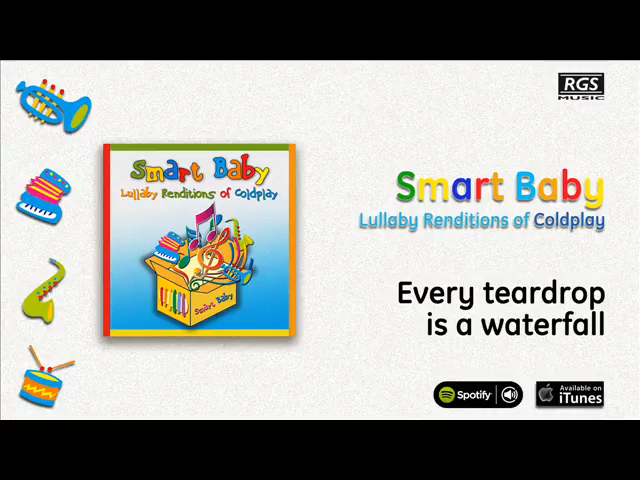 RGS
MUSIC
Smart Baby
Lullaby Renditions of Coldplay
Smart Baby
Smart Baby
Lullaby Renditions of Coldplay
Every teardrop
is a waterfall
Spotify
Available on
iTunes